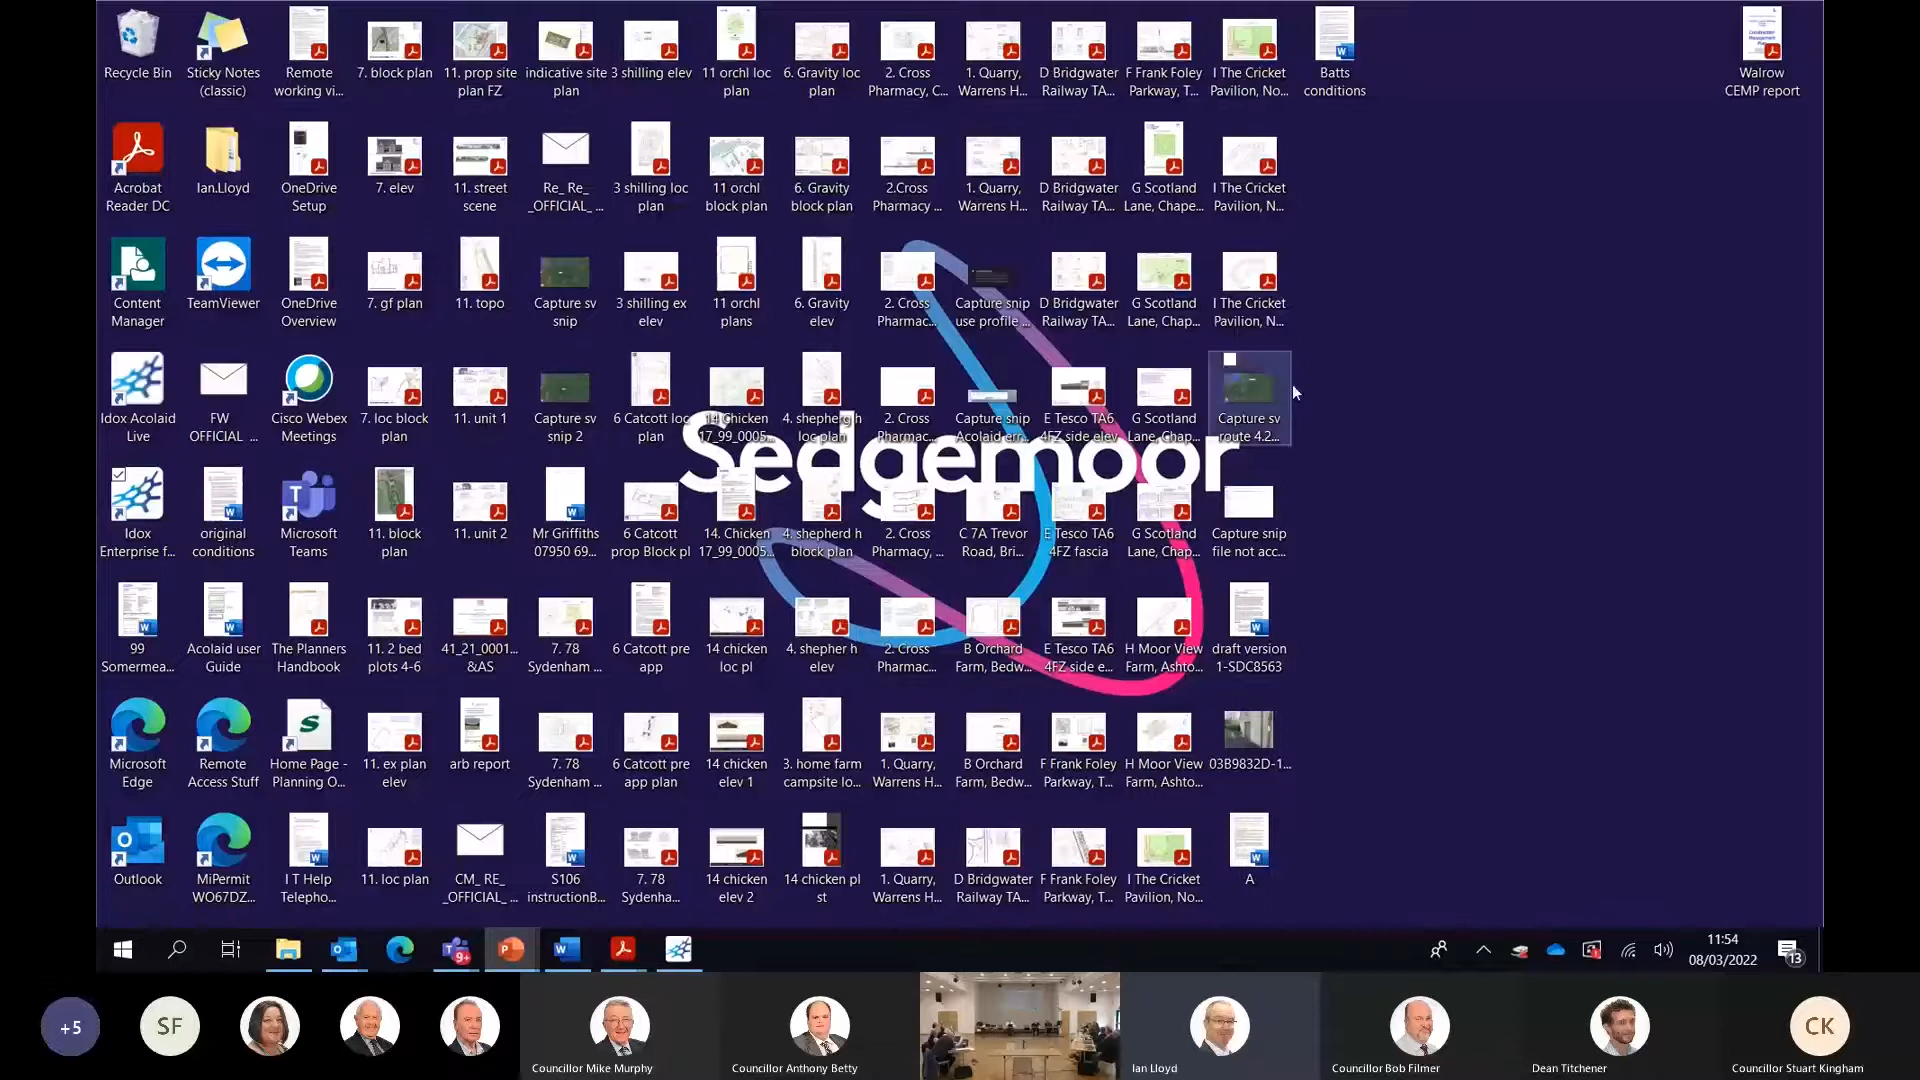 Recycle Bin
Sticky Notes
(classic)
Remote
working vi...
7. block plan
11. prop site
plan FZ
indicative site
plan
3 shilling elev
11 orchl loc
plan
6. Gravity loc
plan
2. Cross
Pharmacy, C...
1. Quarry,
Warrens H...
D Bridgwater
Railway TA...
F Frank Foley
Parkway, T...
I The Cricket
Pavilion, No...
Batts
conditions
Walrow
CEMP report
Acrobat
Reader DC
Ian.Lloyd
OneDrive
Setup
7. elev
11. street
scene
Re_ Re_
_OFFICIAL_ ...
3 shilling loc
plan
11 orchl
block plan
6. Gravity
block plan
2.Cross
Pharmacy ...
1. Quarry,
Warrens H...
D Bridgwater
Railway TA...
G Scotland
Lane, Chape...
I The Cricket
Pavilion, N...
Content
Manager
TeamViewer
OneDrive
Overview
7. gf plan
11. topo
Capture sv
snip
3 shilling ex
elev
11 orchl
plans
6. Gravity
elev
2. Cross
Pharmac...
Capture snip
use profile ...
D Bridgwater
Railway TA...
G Scotland
Lane, Chap...
I The Cricket
Pavilion, N...
Idox Acolaid
Live
FW
OFFICIAL_ ...
Cisco Webex
Meetings
7. loc block
plan
11. unit 1
Capture sv
snip 2
6 Catcott loc
plan
14 Chicken
17_99_0005...
4. shepherd h
loc plan
2. Cross
Pharmac...
Capture snip
Acolaid err...
E Tesco TA6
4FZ side elev
G Scotland
Lane, Chap...
Capture sv
route 4.2...
Sedgemoor
Idox
Enterprise f...
original
conditions
Microsoft
Teams
11. block
plan
11. unit 2
Mr Griffiths
07950 69...
6 Catcott
prop Block pl
14. Chicken
17_99_0005...
4. shepherd h
block plan
2. Cross
Pharmacy, ...
C 7A Trevor
Road, Bri...
E Tesco TA6
4FZ fascia
G Scotland
Lane, Chap...
Capture snip
file not acc...
99
Somermea...
Acolaid user
Guide
The Planners
Handbook
11. 2 bed
plots 4-6
41_21_0001...
&AS
7. 78
Sydenham ...
6 Catcott pre
app
14 chicken
loc pl
4. shepher h
elev
2. Cross
Pharmac...
B Orchard
Farm, Bedw...
E Tesco TA6
4FZ side e...
H Moor View
Farm, Ashto...
draft version
1-SDC8563
Microsoft
Edge
Remote
Access Stuff
Home Page -
Planning O...
11. ex plan
elev
arb report
7. 78
Sydenham ...
6 Catcott pre
app plan
14 chicken
elev 1
3. home farm
campsite lo...
1. Quarry,
Warrens H...
B Orchard
Farm, Bedw...
F Frank Foley
Parkway, T...
H Moor View
Farm, Ashto...
03B9832D-1...
Outlook
MiPermit
WO67DZ...
I T Help
Telepho...
11. loc plan
CM_ RE_
_OFFICIAL_ ...
S106
instructionB...
7. 78
Sydenha...
14 chicken
elev 2
14 chicken pl
st
1. Quarry,
Warrens H...
D Bridgwater
Railway TA...
F Frank Foley
Parkway, T...
I The Cricket
Pavilion, No...
A
9+
11:54
08/03/2022
13
+5
SF
Councillor Mike Murphy
Councillor Anthony Betty
Ian Lloyd
Councillor Bob Filmer
Dean Titchener
CK
Councillor Stuart Kingham